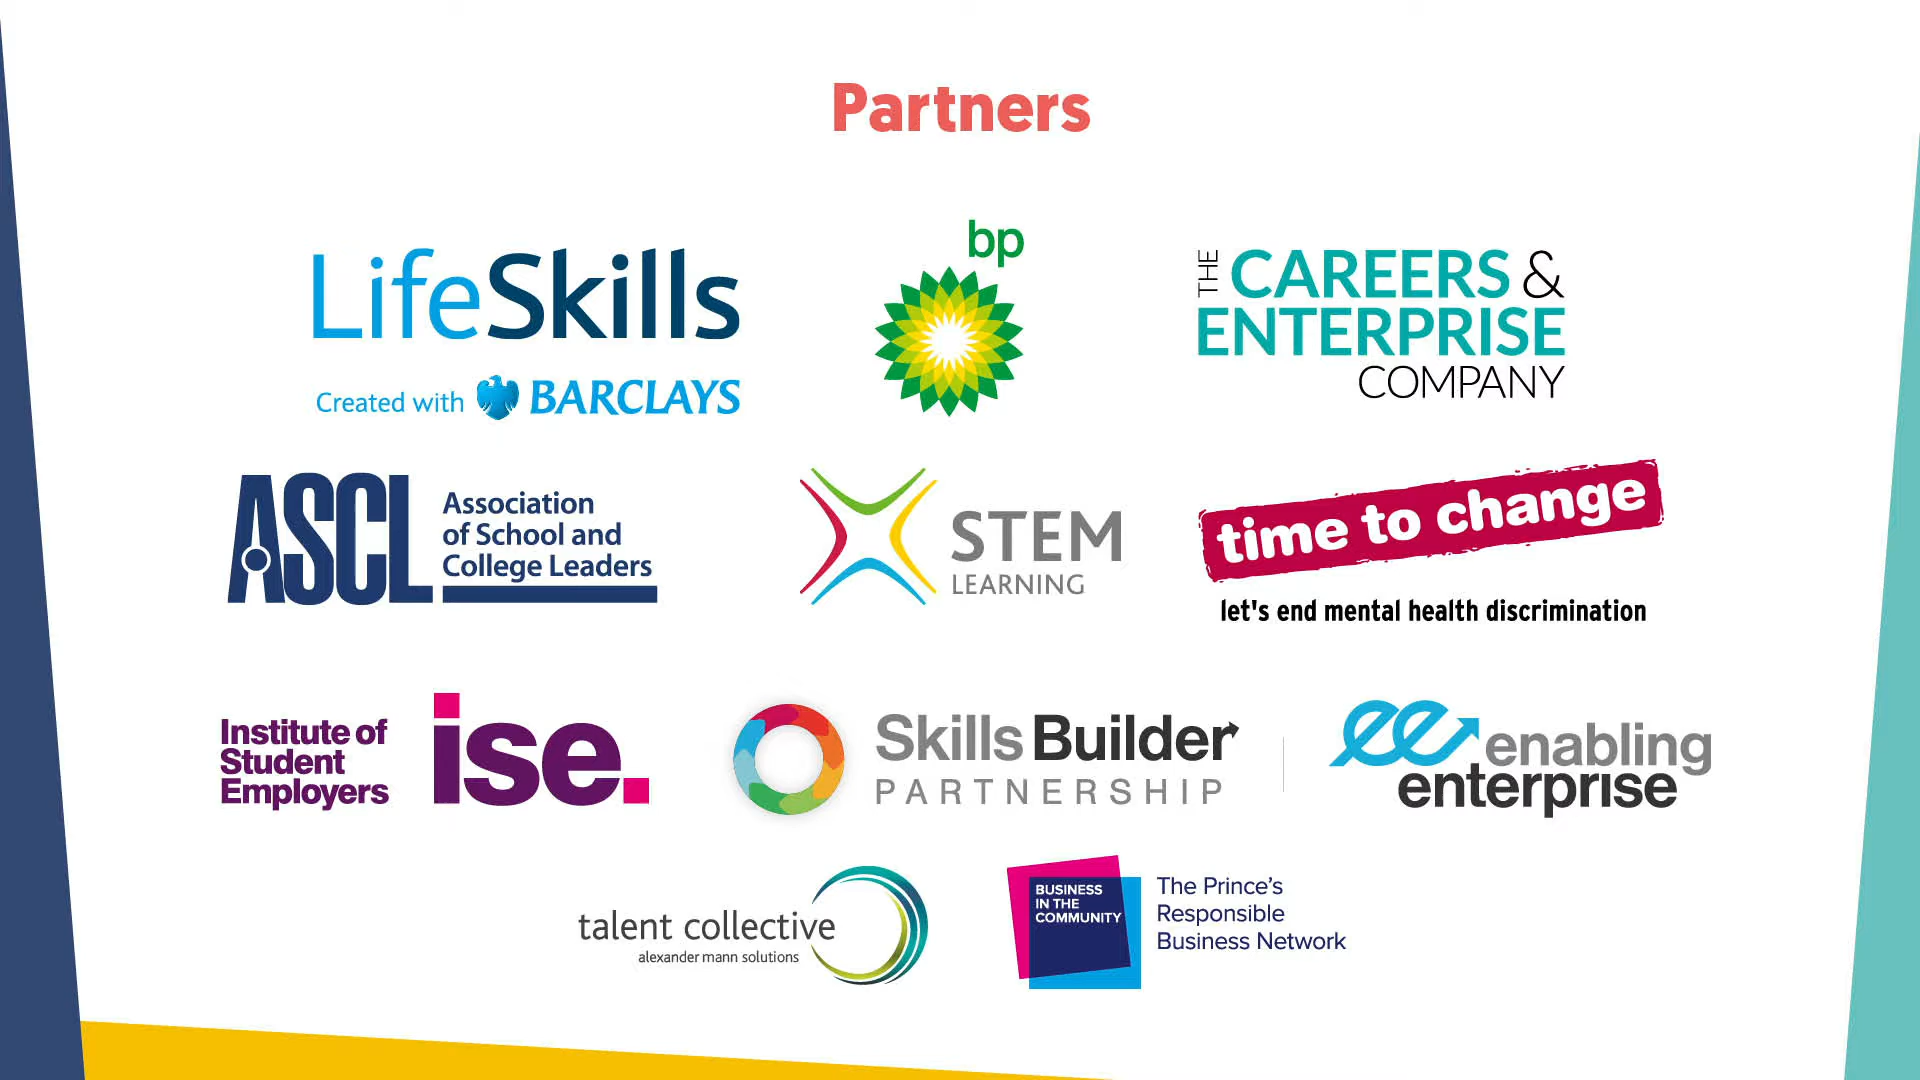 Partners
LifeSkills
Created with BARCLAYS
bp
THE CAREERS &
ENTERPRISE
COMPANY
ASCL
Association
of School and
College Leaders
STEM
LEARNING
time to change
let's end mental health discrimination
Institute of
Student
Employers
ise.
Skills Builder
PARTNERSHIP
ee enabling
enterprise
talent collective
alexander mann solutions
BUSINESS
IN THE
COMMUNITY
The Prince's
Responsible
Business Network